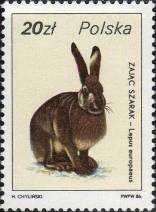 20zł POLSKA
ZAJĄC SZARAK – Lepus europaeus
H. CHYLIŃSKI PWPW 86.